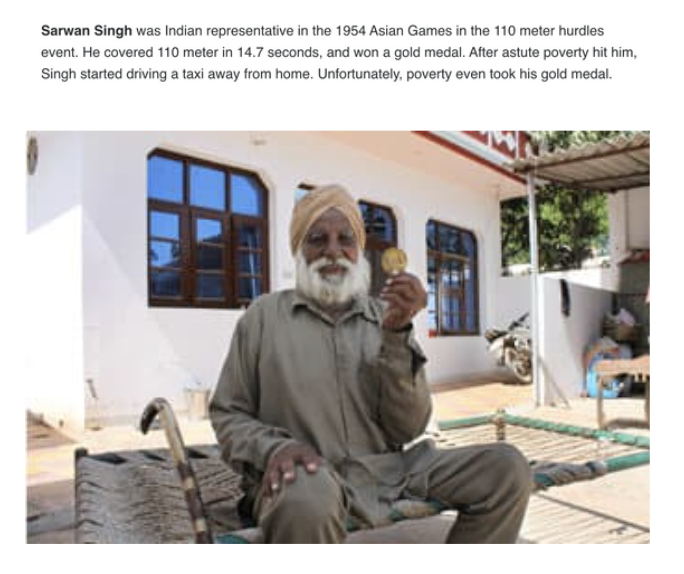 Sarwan Singh was Indian representative in the 1954 Asian Games in the 110 meter hurdles
event. He covered 110 meter in 14.7 seconds, and won a gold medal. After astute poverty hit him,
Singh started driving a taxi away from home. Unfortunately, poverty even took his gold medal.